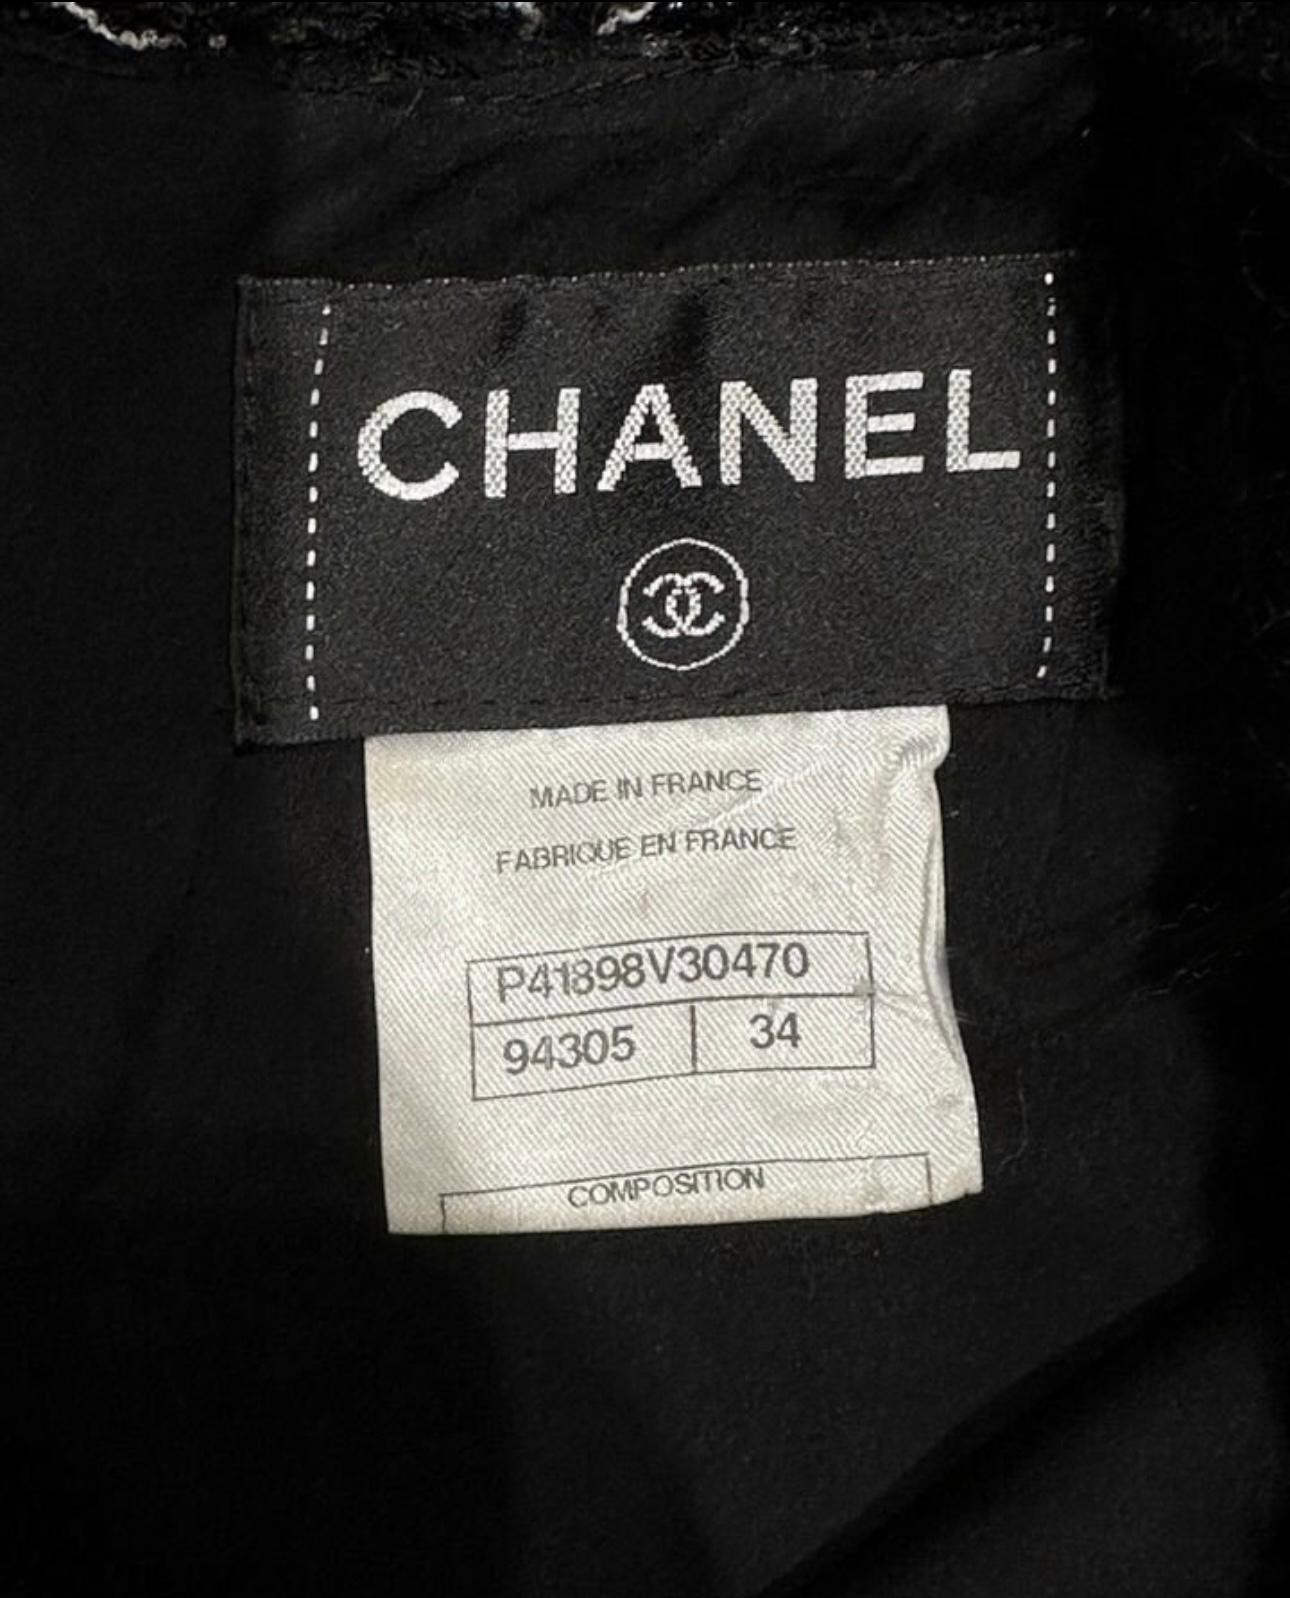 CHANEL
MADE IN FRANCE
FABRIQUE EN FRANCE
P41898V30470
94305 34
COMPOSITION